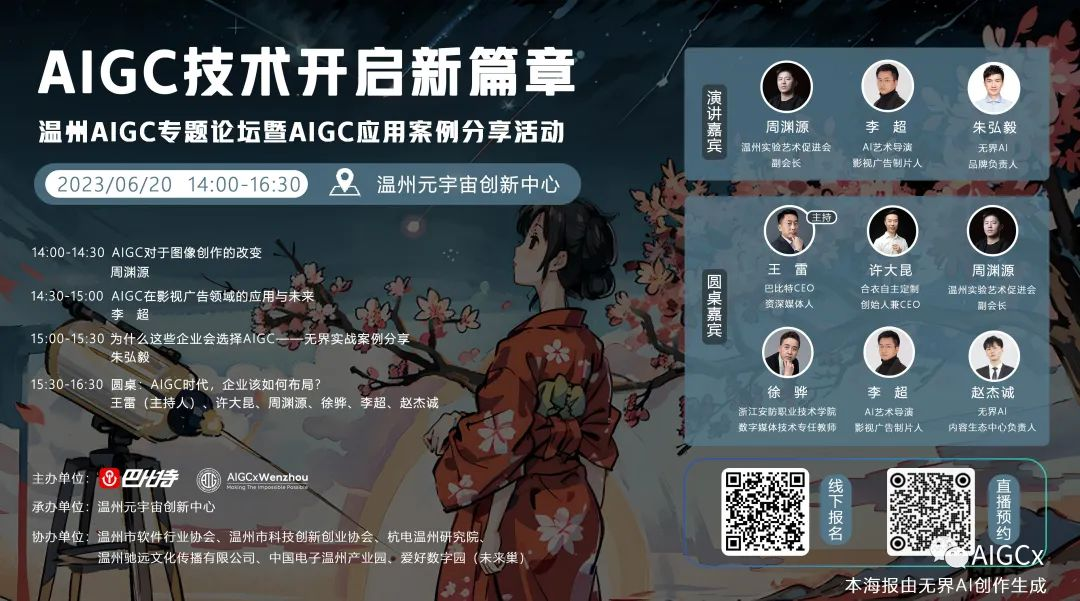 AIGC技术开启新篇章
温州AIGC专题论坛暨AIGC应用案例分享活动
2023/06/20 14:00-16:30 温州元宇宙创新中心
14:00-14:30 AIGC对于图像创作的改变
周渊源
14:30-15:00 AIGC在影视广告领域的应用与未来
李 超
15:00-15:30 为什么这些企业会选择AIGC——无界实战案例分享
朱弘毅
15:30-16:30 圆桌：AIGC时代，企业该如何布局？
王雷（主持人）、许大昆、周渊源、徐骅、李超、赵杰诚
主办单位： 巴比特 AIGCxWenzhou
Making The Impossible Possible
承办单位：温州元宇宙创新中心
协办单位：温州市软件行业协会、温州市科技创新创业协会、杭电温州研究院、
温州驰远文化传播有限公司、中国电子温州产业园、爱好数字园（未来巢）
演讲嘉宾
周渊源
温州实验艺术促进会
副会长
李 超
AI艺术导演
影视广告制片人
朱弘毅
无界AI
品牌负责人
圆桌嘉宾
主持
王 雷
巴比特CEO
资深媒体人
许大昆
合衣自主定制
创始人兼CEO
周渊源
温州实验艺术促进会
副会长
徐 骅
浙江安防职业技术学院
数字媒体技术专任教师
李 超
AI艺术导演
影视广告制片人
赵杰诚
无界AI
内容生态中心负责人
线下报名
直播预约
AIGCx
本海报由无界AI创作生成